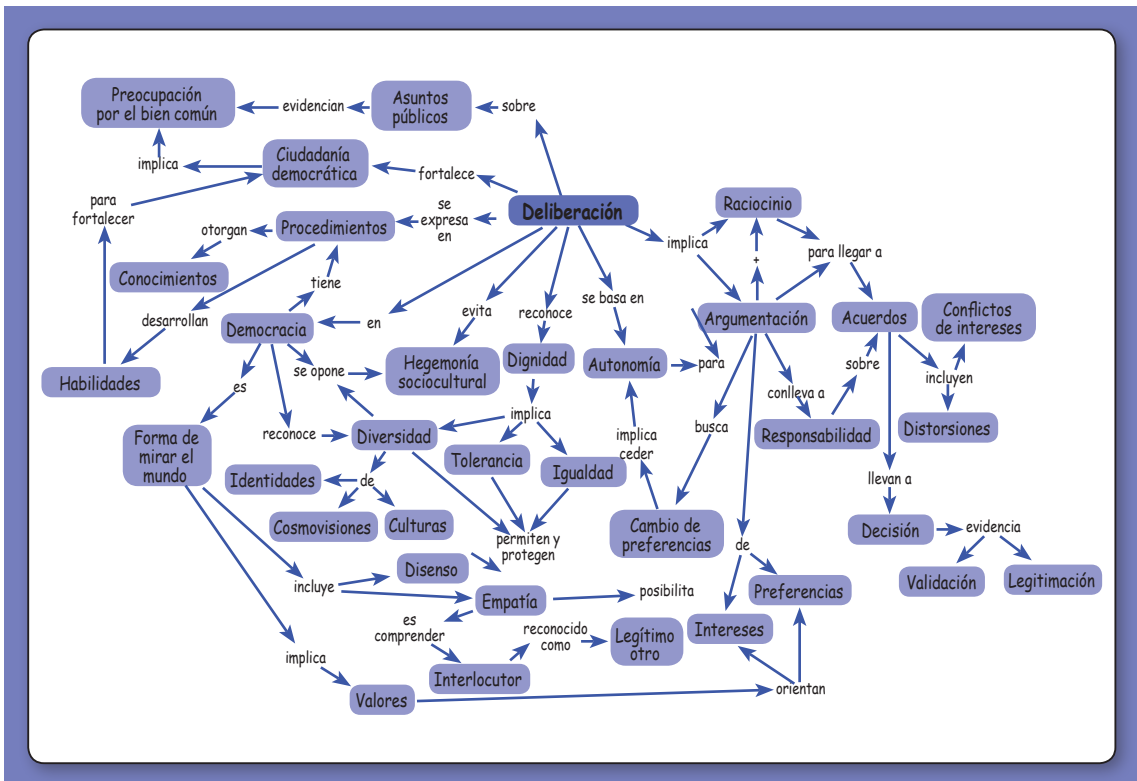 Preocupación
por el bien común
evidencian
Asuntos
públicos
sobre
implica
Ciudadanía
democrática
fortalece
para
fortalecer
se
expresa
en
Deliberación
Raciocinio
otorgan
Procedimientos
implica
para llegar a
+
Conocimientos
tiene
se basa en
desarrollan
Democracia
en
evita
reconoce
Argumentación
Acuerdos
Conflictos
de intereses
Habilidades
es
se opone
Hegemonía
sociocultural
Dignidad
Autonomía
para
sobre
incluyen
conlleva a
Forma de
mirar el
mundo
reconoce
Diversidad
implica
implica
ceder
busca
Responsabilidad
Distorsiones
Identidades
de
Tolerancia
Igualdad
llevan a
Cosmovisiones
Culturas
permiten y
protegen
Cambio de
preferencias
de
Decisión
evidencia
Disenso
incluye
Empatía
posibilita
Preferencias
Validación
Legitimación
es
comprender
reconocido
como
Legítimo
otro
Intereses
implica
Interlocutor
Valores
orientan